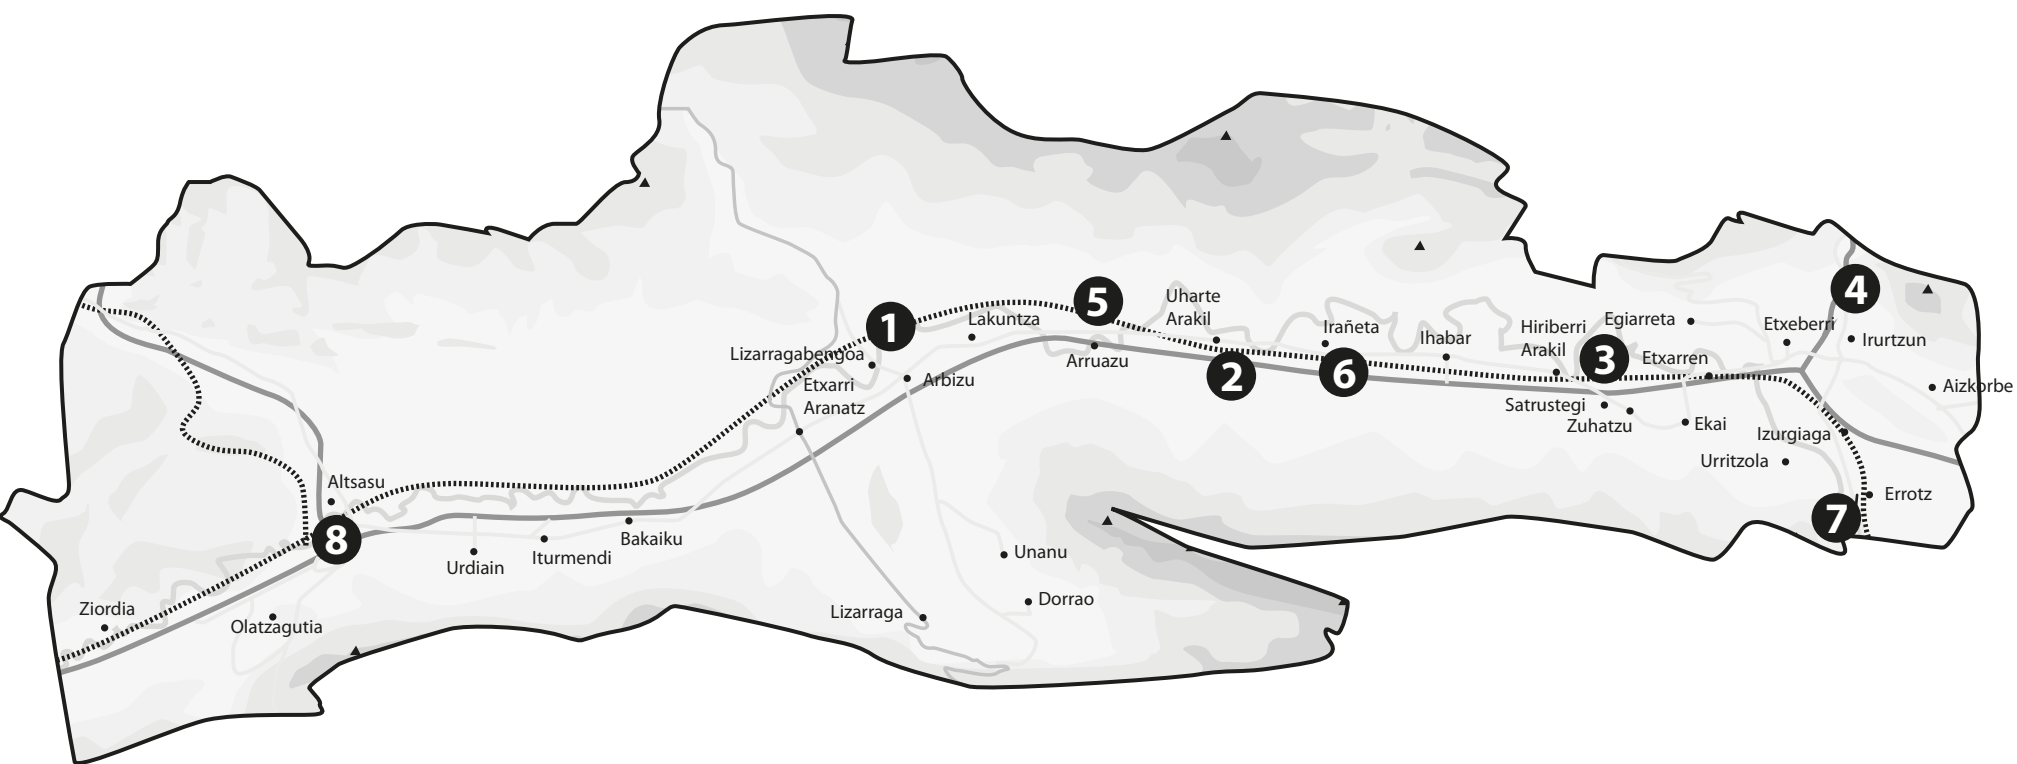 4
5
Uharte
Arakil
1
Lakuntza
Irañeta
Hiriberri
Arakil
Egiarreta
Etxeberri
Irurtzun
Ihabar
Lizarragabengoa
Arruazu
3
Etxarren
2
6
Etxarri
Aranatz
Arbizu
Aizkorbe
Satrustegi
Zuhatzu
Ekai
Izurgiaga
Urritzola
Altsasu
Errotz
7
8
Bakaiku
Iturmendi
Urdiain
Unanu
Dorrao
Ziordia
Olatzagutia
Lizarraga